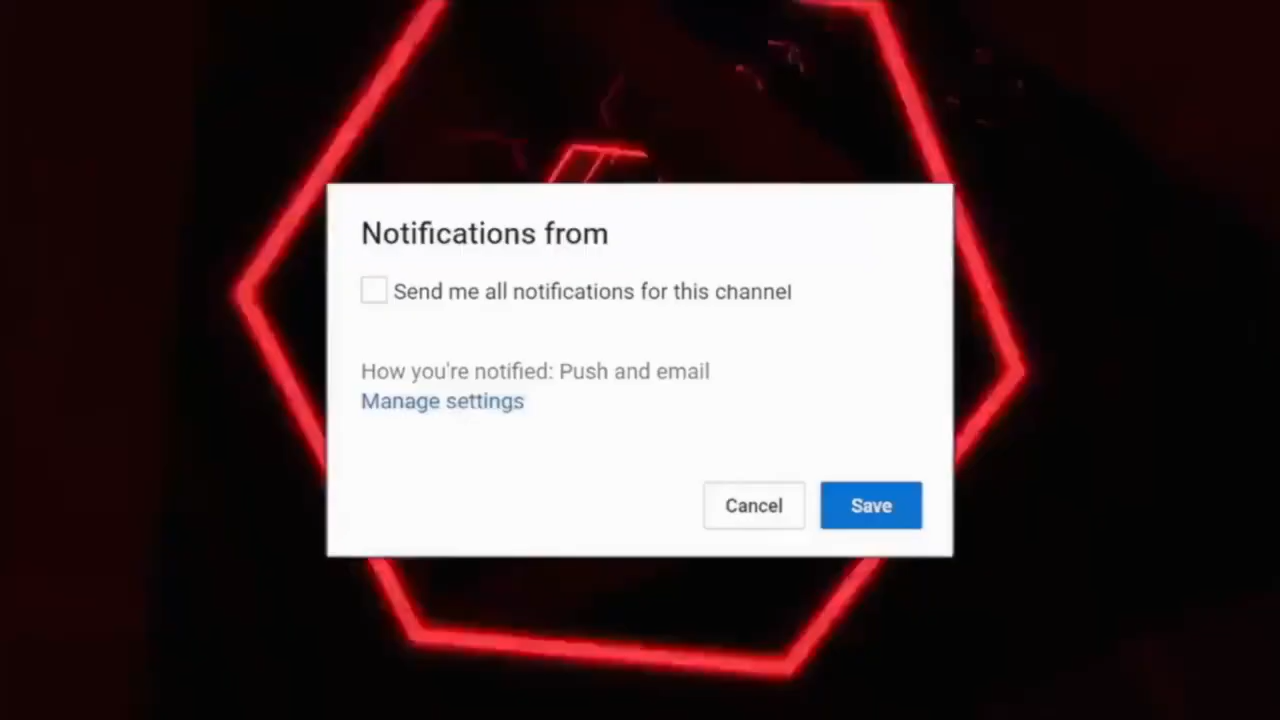 Notifications from
Send me all notifications for this channel
How you're notified: Push and email
Manage settings
Cancel
Save